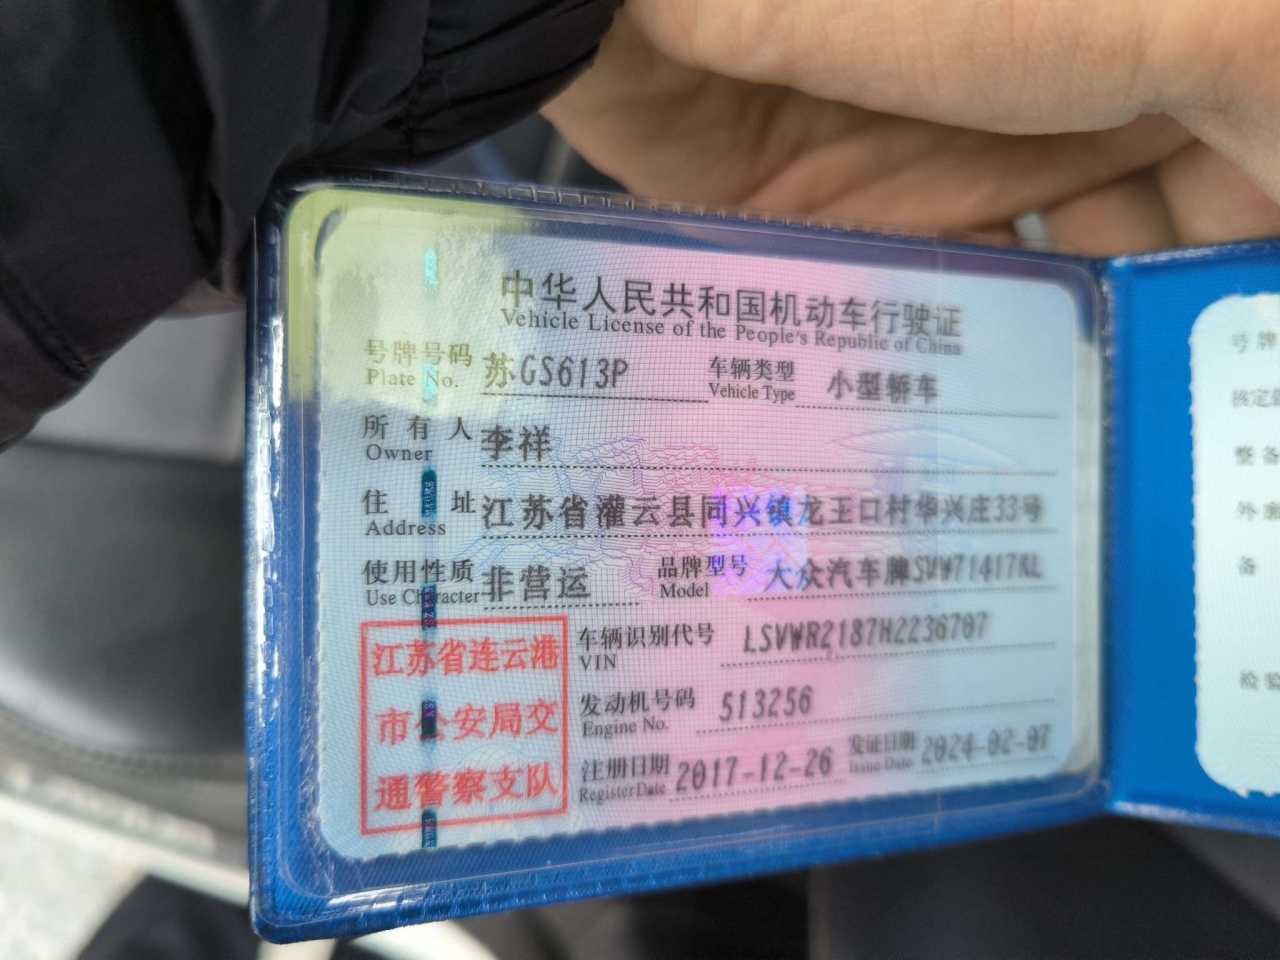 中华人民共和国机动车行驶证
Vehicle License of the People's Republic of China
号牌号码 苏GS613P 车辆类型 小型轿车
Plate No. Vehicle Type
所有人 李祥
Owner
住址 江苏省灌云县同兴镇龙王口村华兴庄33号
Address
使用性质 非营运 品牌型号 大众汽车牌SVW71417KL
Use Character Model
江苏省连云港
市公安局交
通警察支队
车辆识别代号 LSVWR2187H2236707
VIN
发动机号码 513256
Engine No.
注册日期 2017-12-26 发证日期 2024-02-07
Register Date Issue Date
号牌
核定
整备
外
备
检验